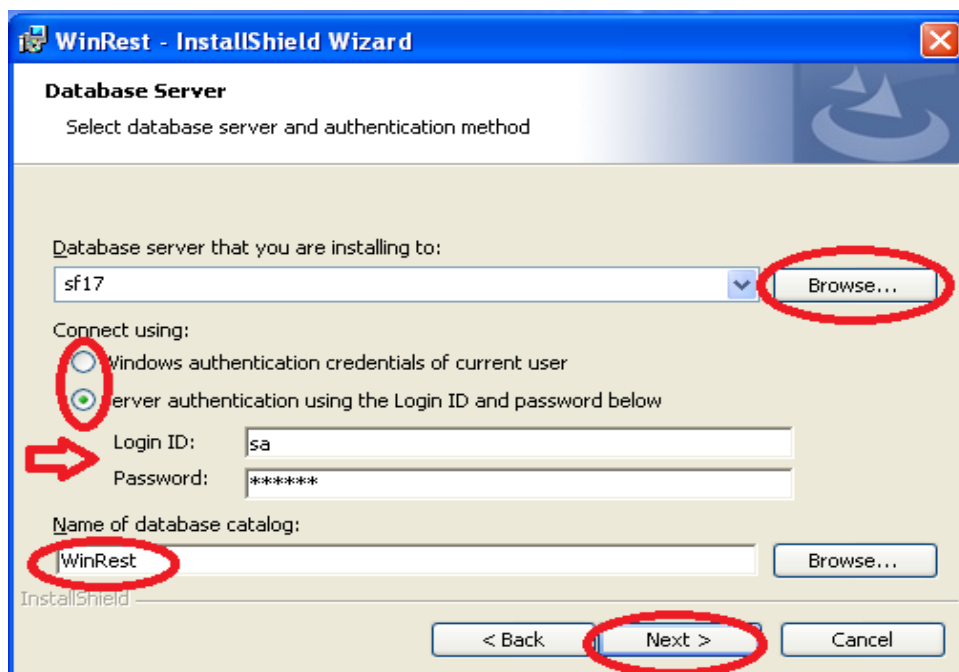 WinRest - InstallShield Wizard
Database Server
Select database server and authentication method
Database server that you are installing to:
sf17
Browse...
Connect using:
Windows authentication credentials of current user
erver authentication using the Login ID and password below
Login ID:
sa
Password:
******
Name of database catalog:
WinRest
Browse...
InstallShield
< Back
Next >
Cancel